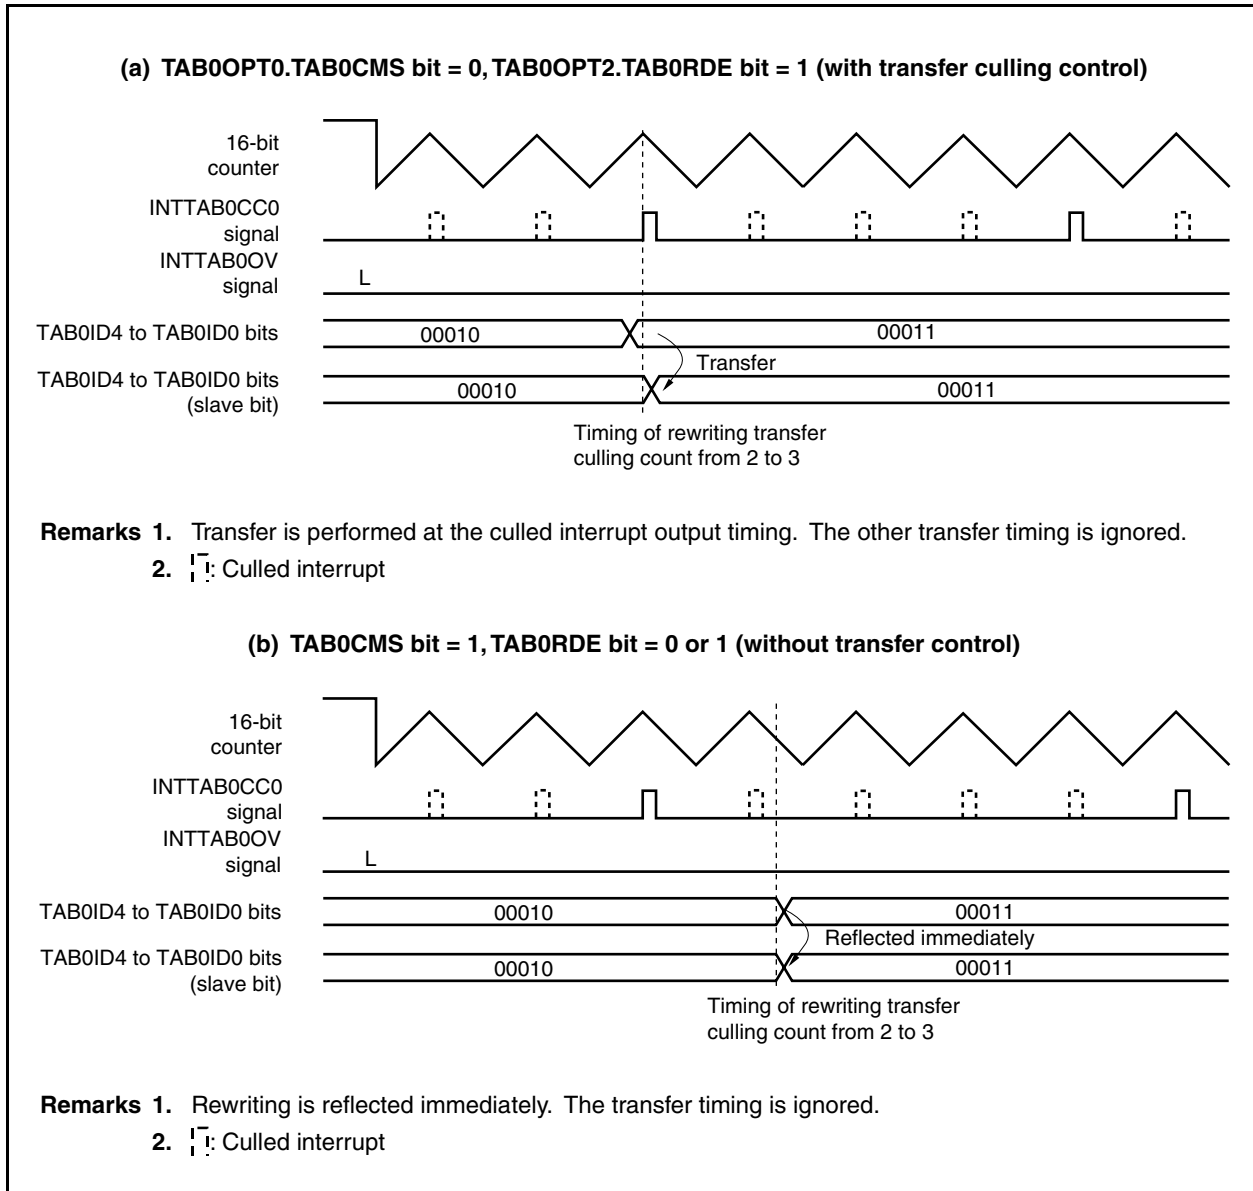 (a) TAB0OPT0.TAB0CMS bit = 0, TAB0OPT2.TAB0RDE bit = 1 (with transfer culling control)
16-bit
counter
INTTAB0CC0
signal
INTTAB0OV
signal
L
TAB0ID4 to TAB0ID0 bits
00010
00011
Transfer
TAB0ID4 to TAB0ID0 bits
(slave bit)
00010
00011
Timing of rewriting transfer
culling count from 2 to 3
Remarks 1. Transfer is performed at the culled interrupt output timing. The other transfer timing is ignored.
2. : Culled interrupt
(b) TAB0CMS bit = 1, TAB0RDE bit = 0 or 1 (without transfer control)
16-bit
counter
INTTAB0CC0
signal
INTTAB0OV
signal
L
TAB0ID4 to TAB0ID0 bits
00010
00011
Reflected immediately
TAB0ID4 to TAB0ID0 bits
(slave bit)
00010
00011
Timing of rewriting transfer
culling count from 2 to 3
Remarks 1. Rewriting is reflected immediately. The transfer timing is ignored.
2. : Culled interrupt